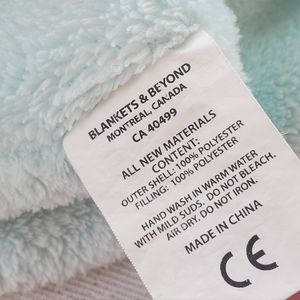 BLANKETS & BEYOND
MONTREAL, CANADA
CA 40499
ALL NEW MATERIALS
CONTENT:
OUTER SHELL: 100% POLYESTER
FILLING: 100% POLYESTER
HAND WASH IN WARM WATER
WITH MILD SUDS. DO NOT BLEACH.
AIR DRY. DO NOT IRON.
MADE IN CHINA
CE